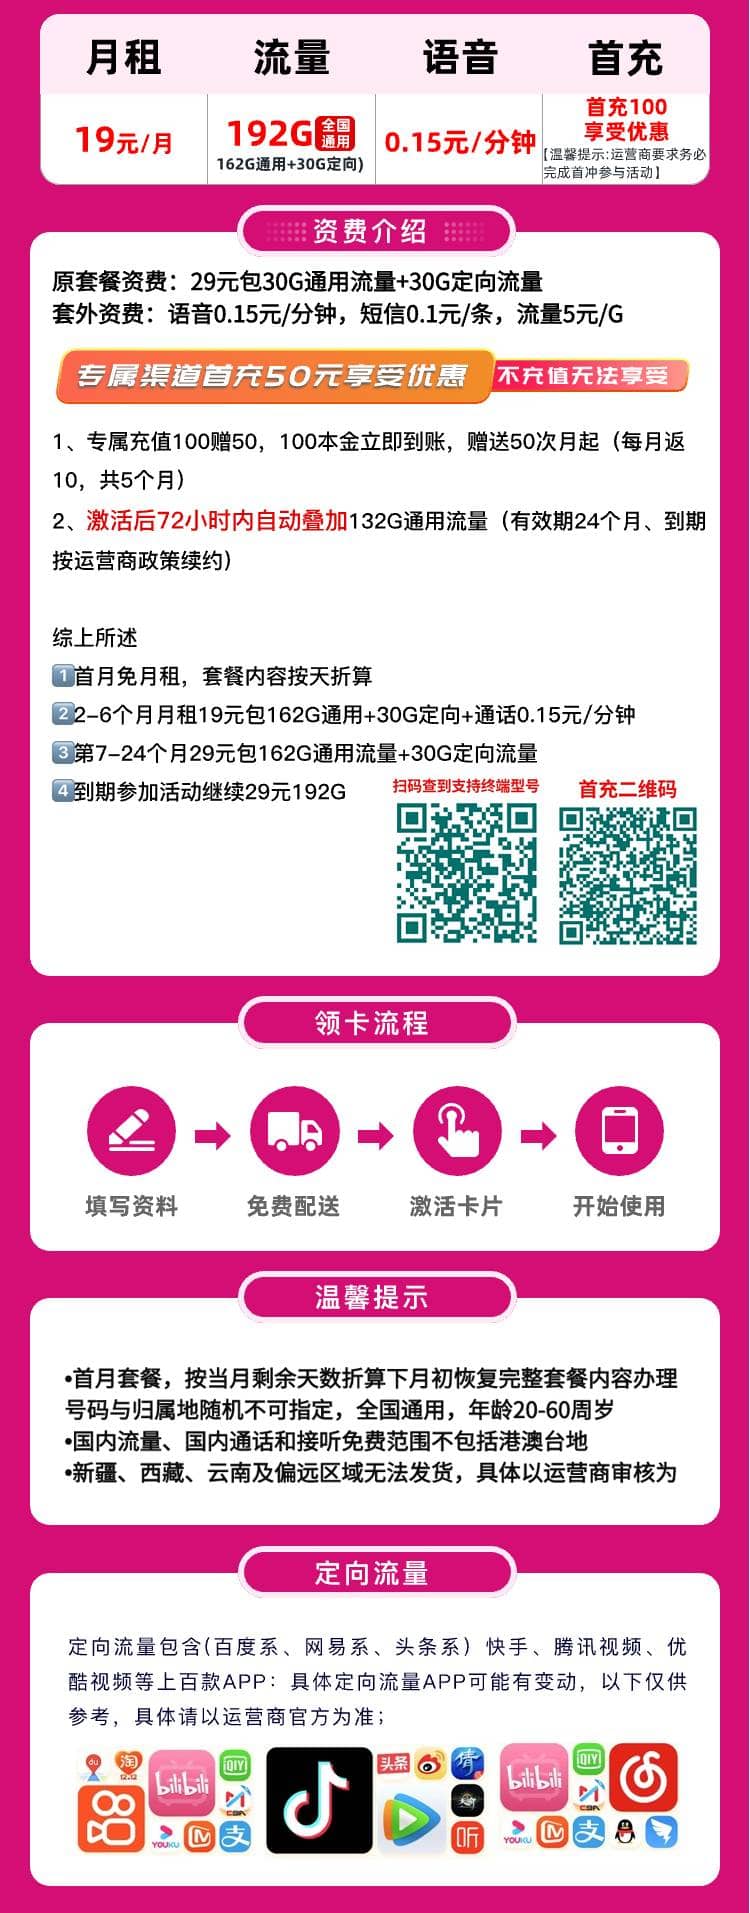 月租
流量
语音
首充
19元/月
192G 全国通用
162G通用+30G定向)
0.15元/分钟
首充100
享受优惠
【温馨提示:运营商要求务必
完成首冲参与活动】
资费介绍
原套餐资费：29元包30G通用流量+30G定向流量
套外资费：语音0.15元/分钟，短信0.1元/条，流量5元/G
专属渠道首充50元享受优惠 不充值无法享受
1、专属充值100赠50，100本金立即到账，赠送50次月起（每月返
10，共5个月）
2、激活后72小时内自动叠加132G通用流量（有效期24个月、到期
按运营商政策续约）
综上所述
1首月免月租，套餐内容按天折算
22-6个月月租19元包162G通用+30G定向+通话0.15元/分钟
3第7-24个月29元包162G通用流量+30G定向流量
4到期参加活动继续29元192G
扫码查到支持终端型号
首充二维码
领卡流程
填写资料
免费配送
激活卡片
开始使用
温馨提示
•首月套餐，按当月剩余天数折算下月初恢复完整套餐内容办理
号码与归属地随机不可指定，全国通用，年龄20-60周岁
•国内流量、国内通话和接听免费范围不包括港澳台地
•新疆、西藏、云南及偏远区域无法发货，具体以运营商审核为
定向流量
定向流量包含(百度系、网易系、头条系）快手、腾讯视频、优
酷视频等上百款APP：具体定向流量APP可能有变动，以下仅供
参考，具体请以运营商官方为准；
du
淘
12.12
bilibili
QIY
CBA
YOUKU
支
头条
倩
听
bilibili
QIY
CBA
YOUKU
支